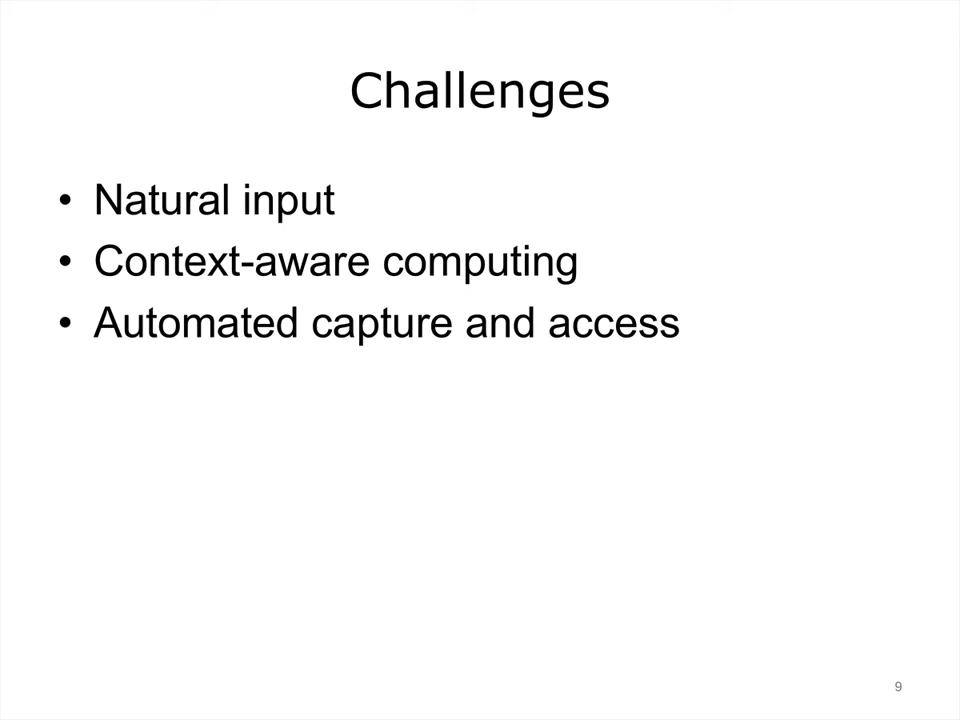 Challenges
• Natural input
• Context-aware computing
• Automated capture and access
9